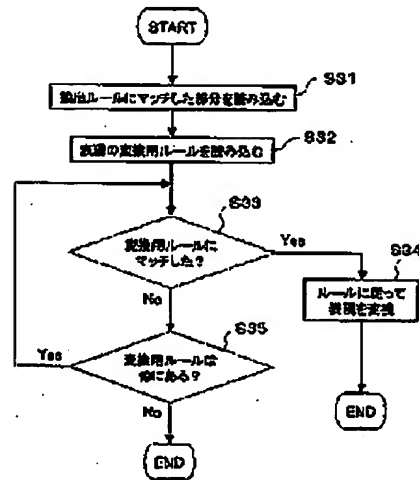 START
S31
抽出ルールにマッチした部分を読み込む
S32
表現の変換用ルールを読み込む
S33
変換用ルールに
マッチした？
Yes
S34
ルールに従って
表現を変換
No
S35
変換用ルールは
他にある？
Yes
No
END
END